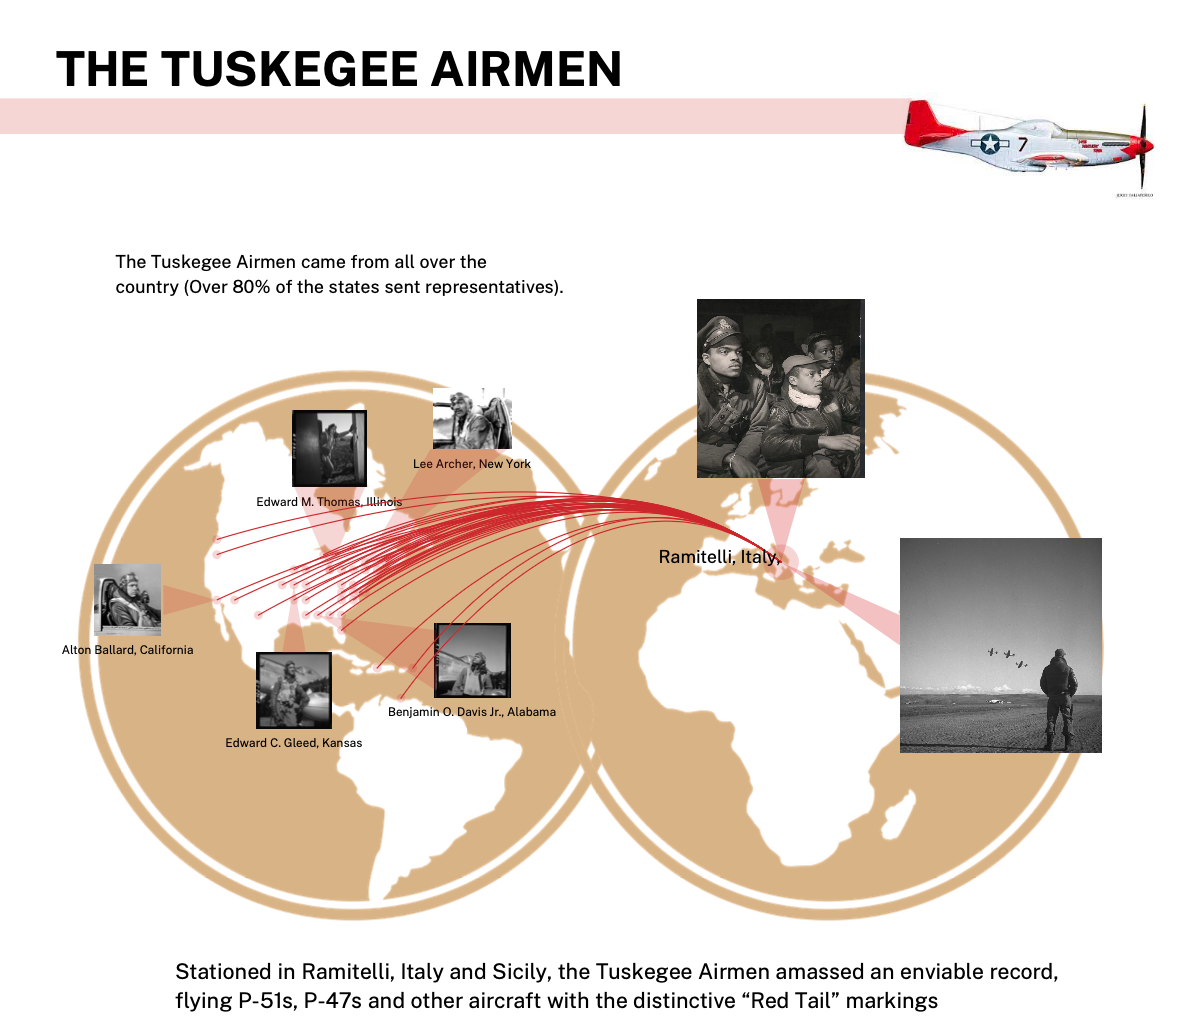 THE TUSKEGEE AIRMEN
7
The Tuskegee Airmen came from all over the
country (Over 80% of the states sent representatives).
Lee Archer, New York
Edward M. Thomas, Illinois
Ramitelli, Italy,
Alton Ballard, California
Benjamin O. Davis Jr., Alabama
Edward C. Gleed, Kansas
Stationed in Ramitelli, Italy and Sicily, the Tuskegee Airmen amassed an enviable record,
flying P-51s, P-47s and other aircraft with the distinctive “Red Tail” markings